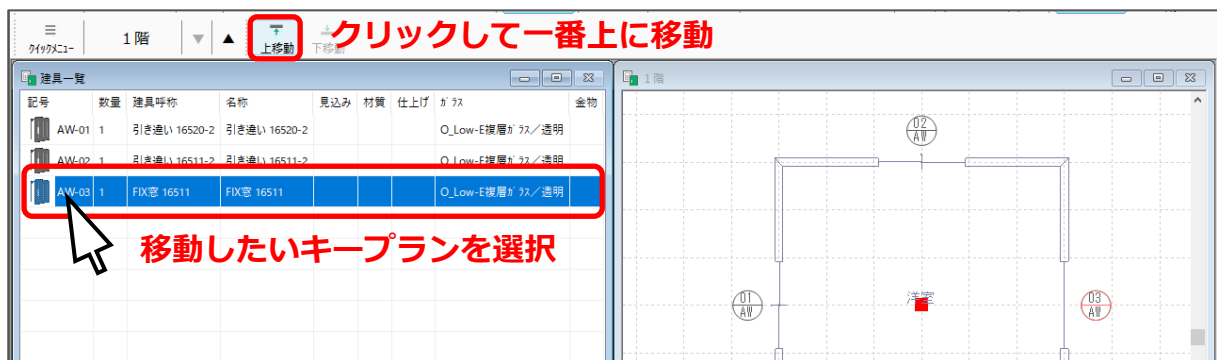 クイックメニュー
1 階
上移動
下移動
クリックして一番上に移動
建具一覧
記号 数量 建具呼称 名称 見込み 材質 仕上げ ｶﾞﾗｽ 金物
AW-01 1 引き違い 16520-2 引き違い 16520-2 O_Low-E複層ｶﾞﾗｽ／透明
AW-02 1 引き違い 16511-2 引き違い 16511-2 O_Low-E複層ｶﾞﾗｽ／透明
AW-03 1 FIX窓 16511 FIX窓 16511 O_Low-E複層ｶﾞﾗｽ／透明
移動したいキープランを選択
1 階
02
AW
01
AW
洋室
03
AW